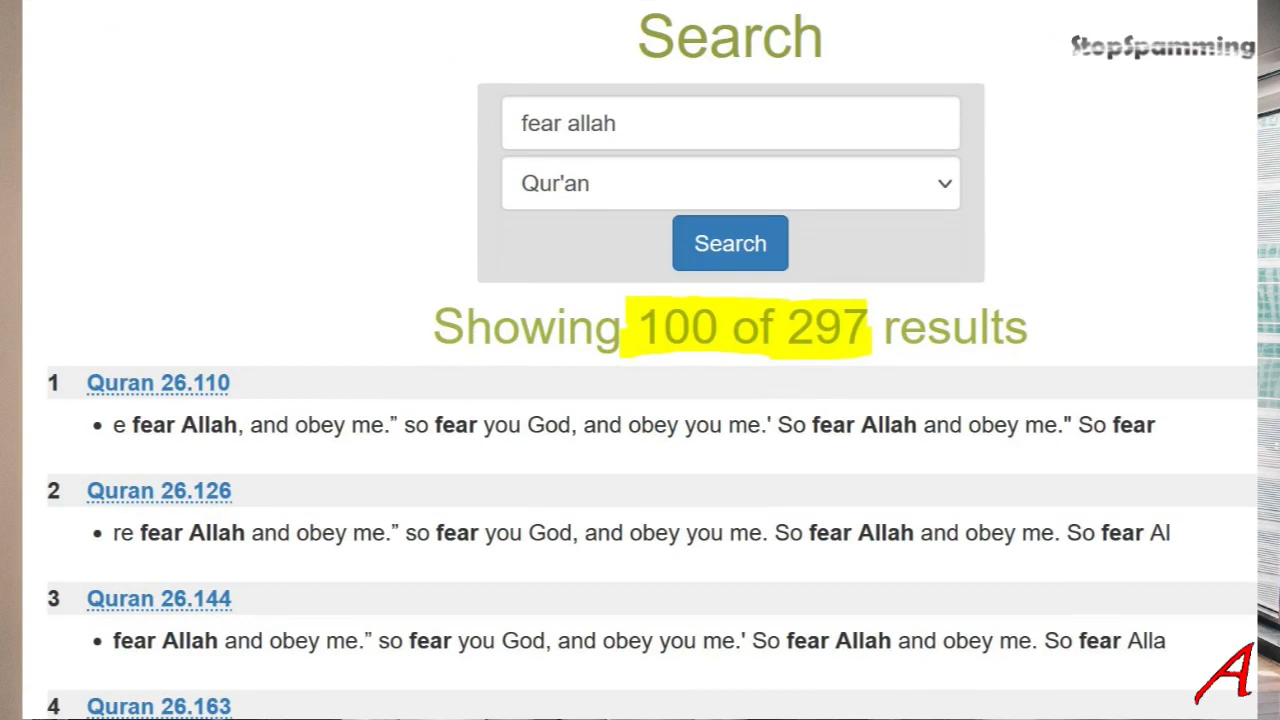 Search
StopSpamming
fear allah
Qur'an
Search
Showing 100 of 297 results
1 Quran 26.110
• e fear Allah, and obey me.” so fear you God, and obey you me.' So fear Allah and obey me." So fear
2 Quran 26.126
• re fear Allah and obey me.” so fear you God, and obey you me. So fear Allah and obey me. So fear Al
3 Quran 26.144
• fear Allah and obey me.” so fear you God, and obey you me.' So fear Allah and obey me. So fear Alla
4 Quran 26.163
A